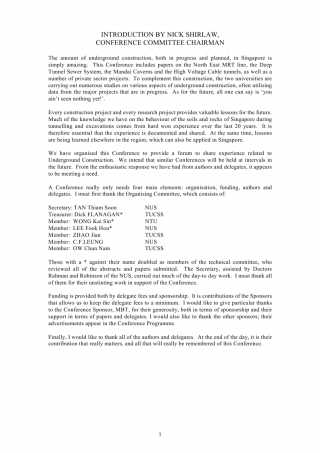 INTRODUCTION BY NICK SHIRLAW,
CONFERENCE COMMITTEE CHAIRMAN
The amount of underground construction, both in progress and planned, in Singapore is
simply amazing. This Conference includes papers on the North East MRT line, the Deep
Tunnel Sewer System, the Mandai Caverns and the High Voltage Cable tunnels, as well as a
number of private sector projects. To complement this construction, the two universities are
carrying out numerous studies on various aspects of underground construction, often utilising
data from the major projects that are in progress. As for the future, all one can say is ‘you
ain’t seen nothing yet!’.
Every construction project and every research project provides valuable lessons for the future.
Much of the knowledge we have on the behaviour of the soils and rocks of Singapore during
tunnelling and excavations comes from hard won experience over the last 20 years. It is
therefore essential that the experience is documented and shared. At the same time, lessons
are being learned elsewhere in the region, which can also be applied in Singapore.
We have organised this Conference to provide a forum to share experience related to
Underground Construction. We intend that similar Conferences will be held at intervals in
the future. From the enthusiastic response we have had from authors and delegates, it appears
to be meeting a need.
A Conference really only needs four main elements: organisation, funding, authors and
delegates. I must first thank the Organising Committee, which consists of:
Secretary: TAN Thiam Soon NUS
Treasurer: Dick FLANAGAN* TUCSS
Member: WONG Kai Sin* NTU
Member: LEE Fook Hou* NUS
Member: ZHAO Jian TUCSS
Member: C.F.LEUNG NUS
Member: OW Chun Nam TUCSS
Those with a * against their name doubled as members of the technical committee, who
reviewed all of the abstracts and papers submitted. The Secretary, assisted by Doctors
Rahman and Robinson of the NUS, carried out much of the day-to day work. I must thank all
of them for their unstinting work in support of the Conference.
Funding is provided both by delegate fees and sponsorship. It is contributions of the Sponsors
that allows us to keep the delegate fees to a minimum. I would like to give particular thanks
to the Conference Sponsor, MBT, for their generosity, both in terms of sponsorship and their
support in terms of papers and delegates. I would also like to thank the other sponsors; their
advertisements appear in the Conference Programme.
Finally, I would like to thank all of the authors and delegates. At the end of the day, it is their
contribution that really matters, and all that will really be remembered of this Conference.
1